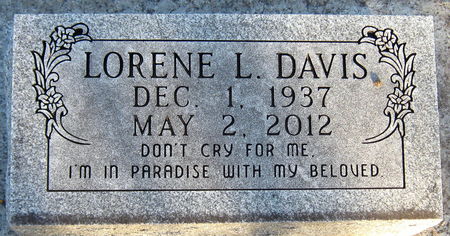 LORENE L. DAVIS
DEC. 1, 1937
MAY 2, 2012
DON'T CRY FOR ME,
I'M IN PARADISE WITH MY BELOVED.